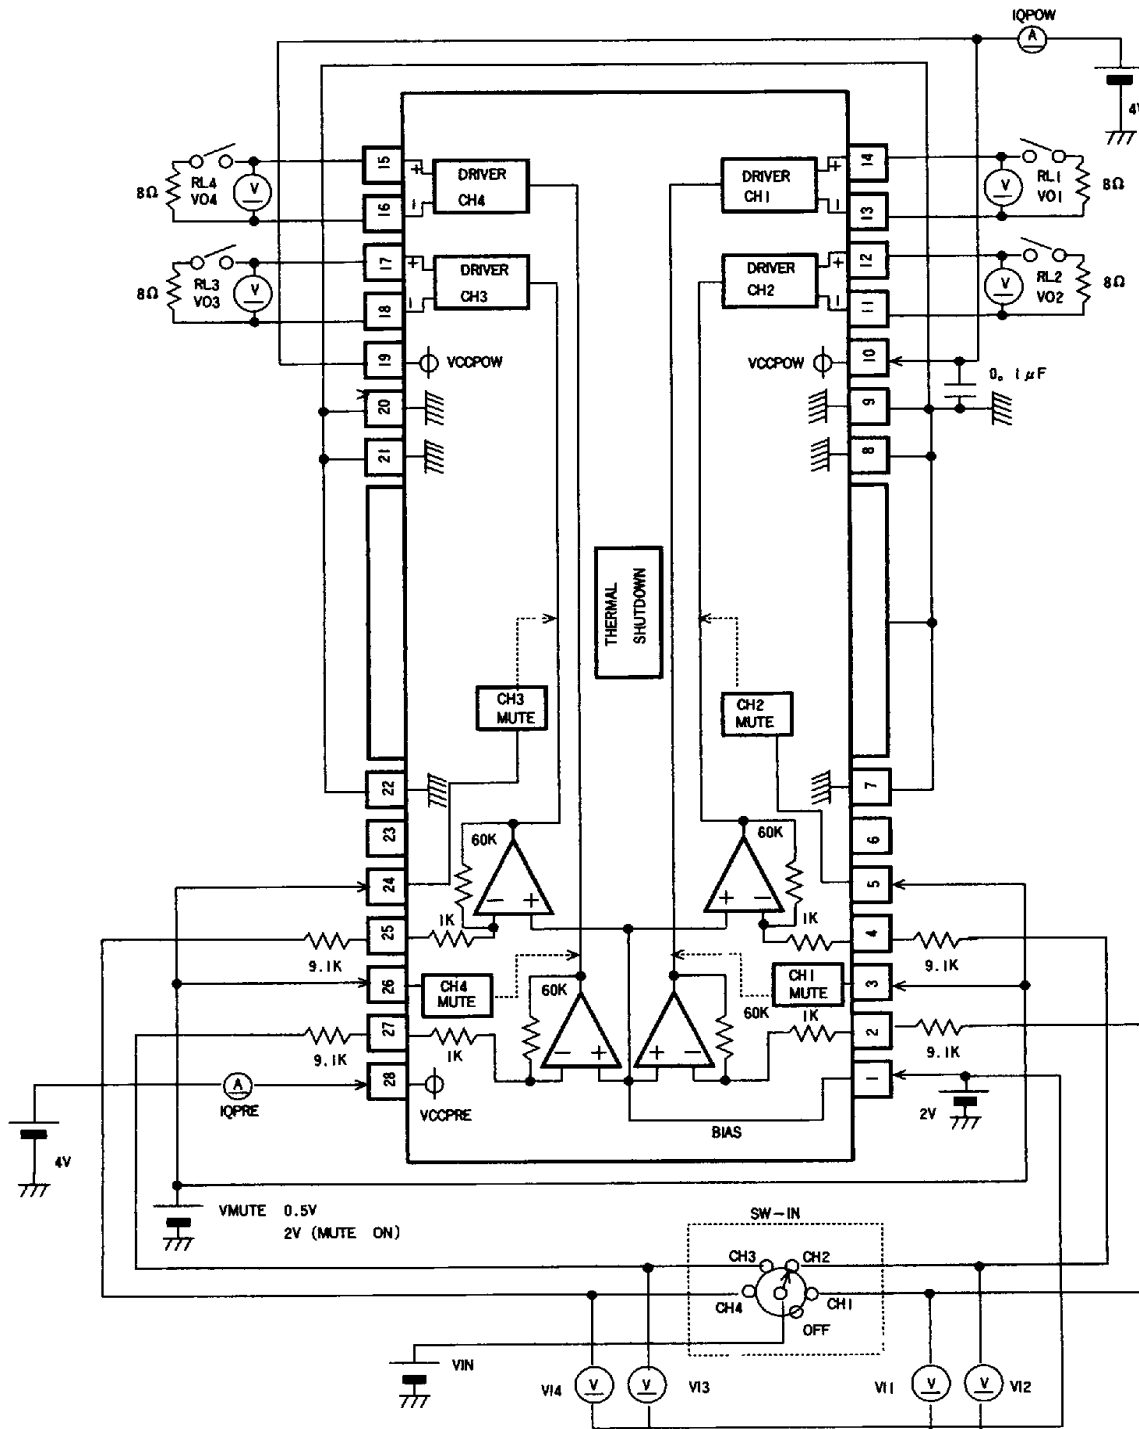 IQPOW
A
4V
15
+
DRIVER
CH4
DRIVER
CH1
+
14
8Ω
RL4
VO4
V
16
−
−
13
V
RL1
VO1
8Ω
17
+
DRIVER
CH3
DRIVER
CH2
+
12
8Ω
RL3
VO3
V
18
−
−
11
V
RL2
VO2
8Ω
19
VCCPOW
VCCPOW
10
0. 1μF
20
9
21
8
THERMAL
SHUTDOWN
CH3
MUTE
CH2
MUTE
22
7
23
60K
60K
6
24
− +
+ −
5
25
1K
1K
4
9.1K
9.1K
26
CH4
MUTE
60K
60K
CH1
MUTE
3
27
1K
− +
+ −
1K
2
9.1K
9.1K
28
A
IQPRE
VCCPRE
1
BIAS
2V
4V
VMUTE 0.5V
2V (MUTE ON)
SW-IN
CH3
CH2
CH4
CH1
OFF
VIN
VI4
V
V
VI3
VI1
V
V
VI2